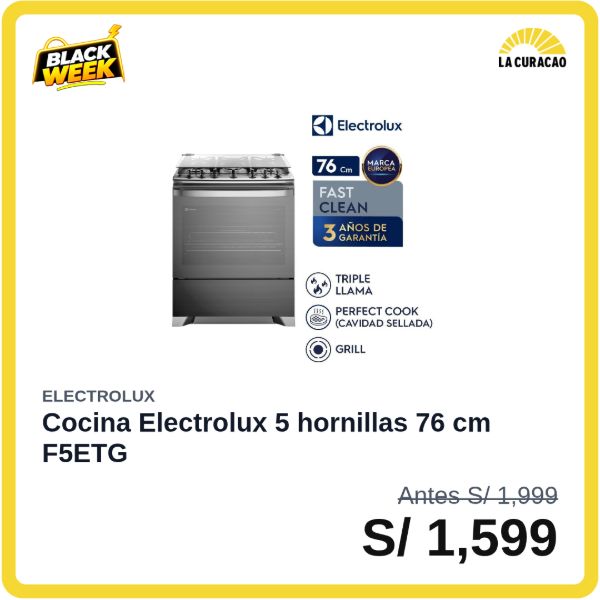 BLACK
WEEK
LA CURACAO
Electrolux
76 Cm
MARCA
EUROPEA
FAST
CLEAN
3 AÑOS DE
GARANTÍA
TRIPLE
LLAMA
PERFECT COOK
(CAVIDAD SELLADA)
GRILL
ELECTROLUX
Cocina Electrolux 5 hornillas 76 cm
F5ETG
Antes S/ 1,999
S/ 1,599